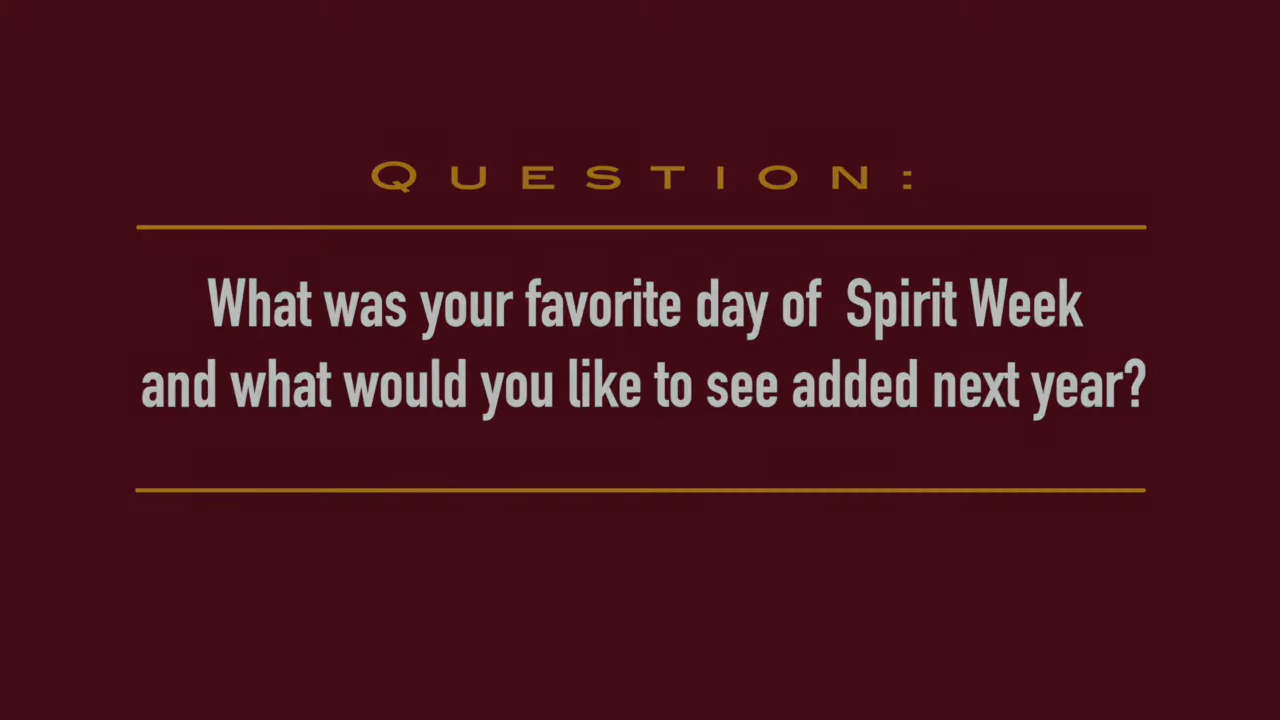 QUESTION:
What was your favorite day of Spirit Week
and what would you like to see added next year?